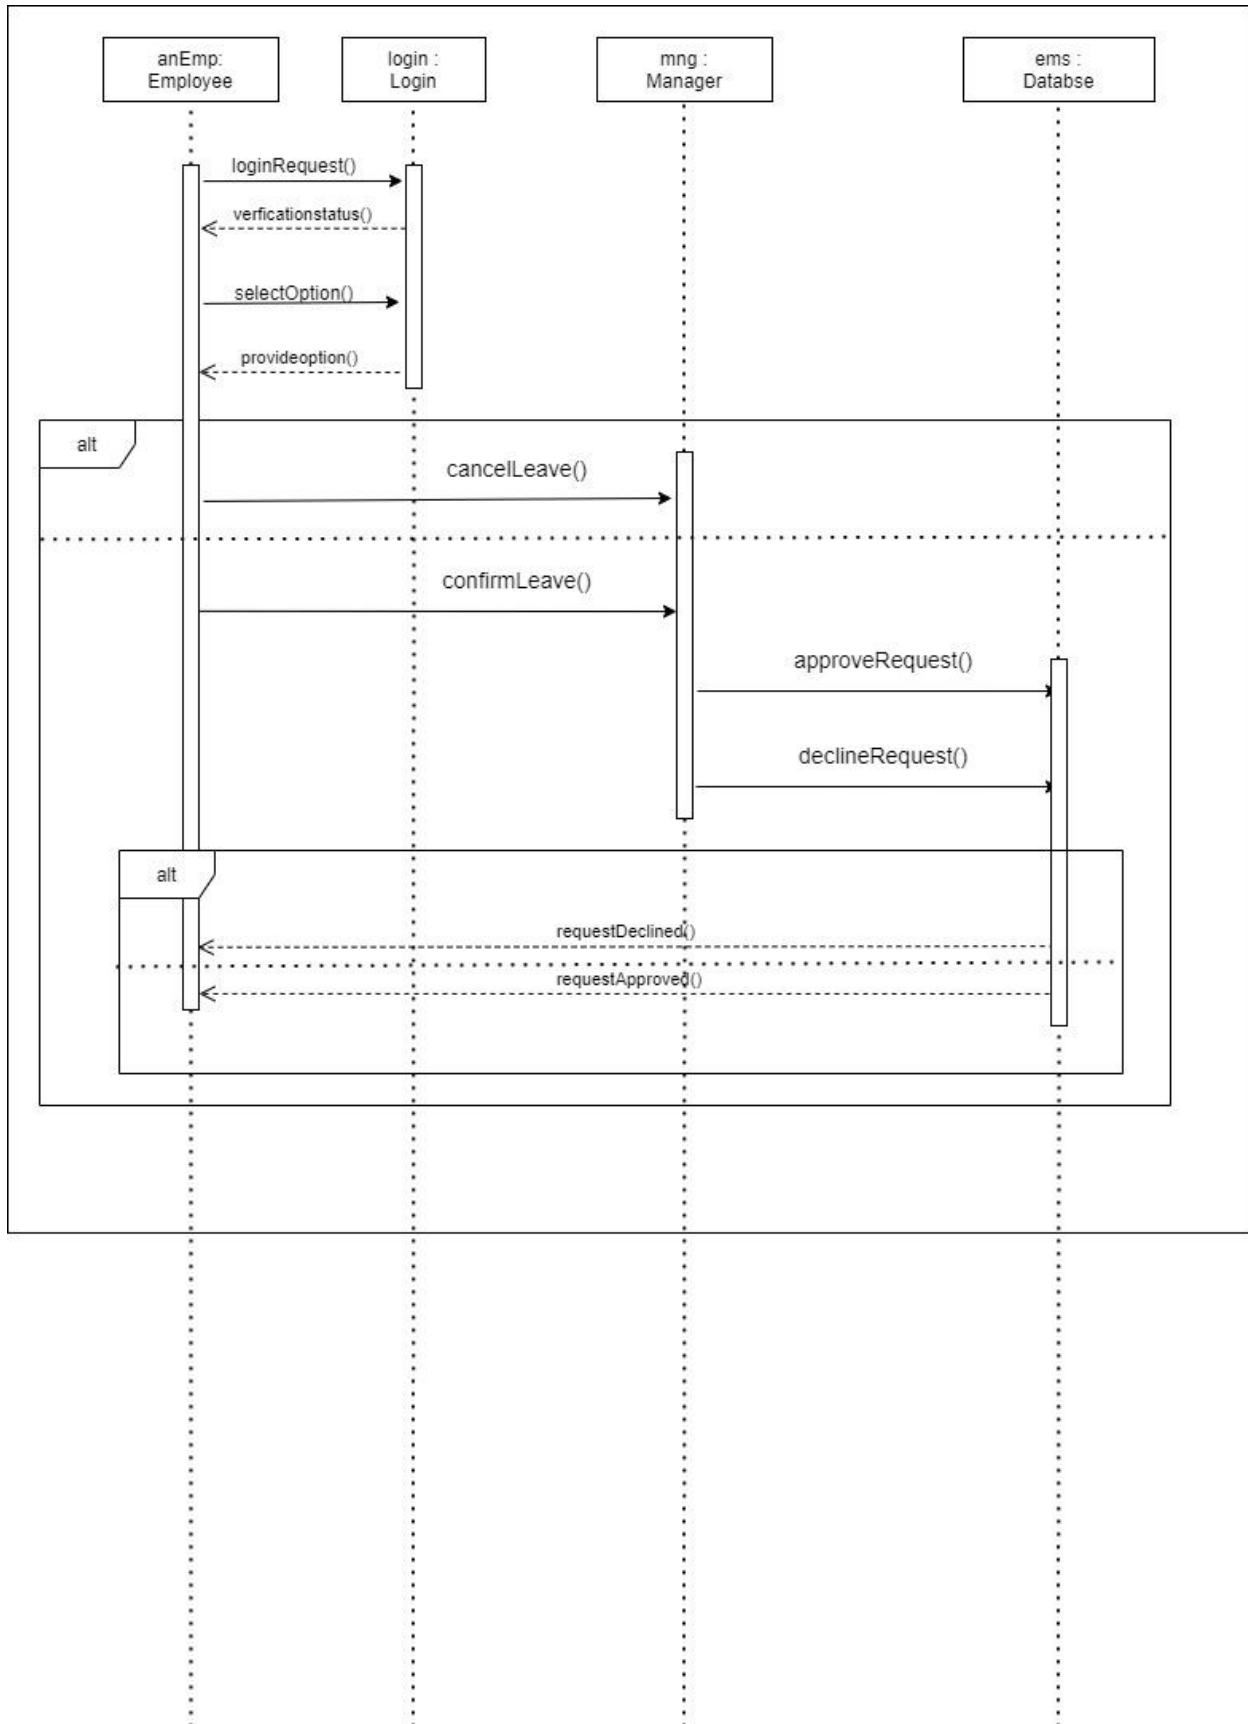 anEmp:
Employee
login :
Login
mng :
Manager
ems :
Databse
loginRequest()
verficationstatus()
selectOption()
provideoption()
alt
cancelLeave()
confirmLeave()
approveRequest()
declineRequest()
alt
requestDeclined()
requestApproved()